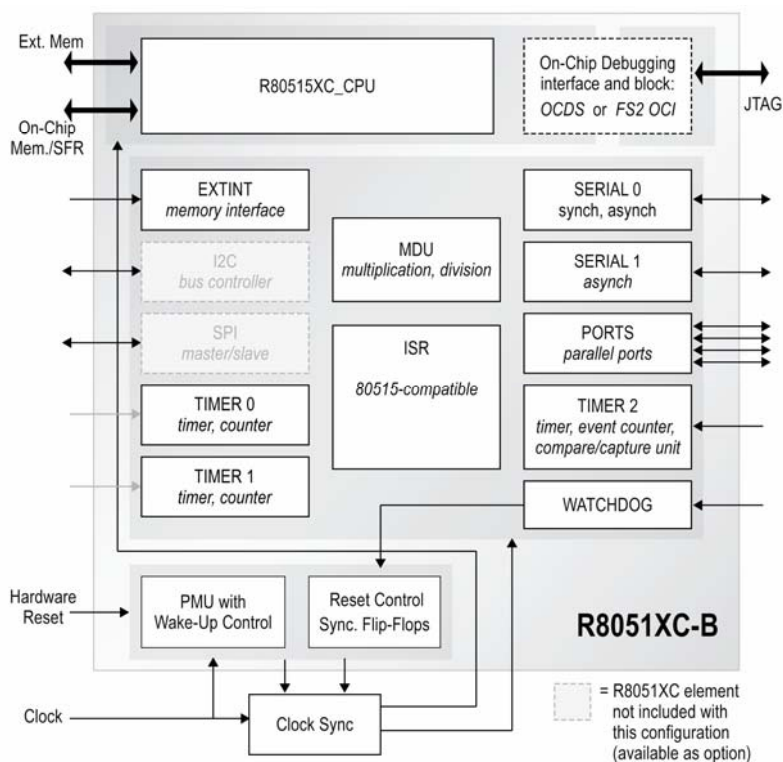 Ext. Mem
On-Chip
Mem./SFR
R80515XC_CPU
On-Chip Debugging
interface and block:
OCDS or FS2 OCI
JTAG
EXTINT
memory interface
I2C
bus controller
SPI
master/slave
TIMER 0
timer, counter
TIMER 1
timer, counter
MDU
multiplication, division
ISR
80515-compatible
SERIAL 0
synch, asynch
SERIAL 1
asynch
PORTS
parallel ports
TIMER 2
timer, event counter,
compare/capture unit
WATCHDOG
Hardware
Reset
PMU with
Wake-Up Control
Reset Control
Sync. Flip-Flops
R8051XC-B
Clock
Clock Sync
= R8051XC element
not included with
this configuration
(available as option)